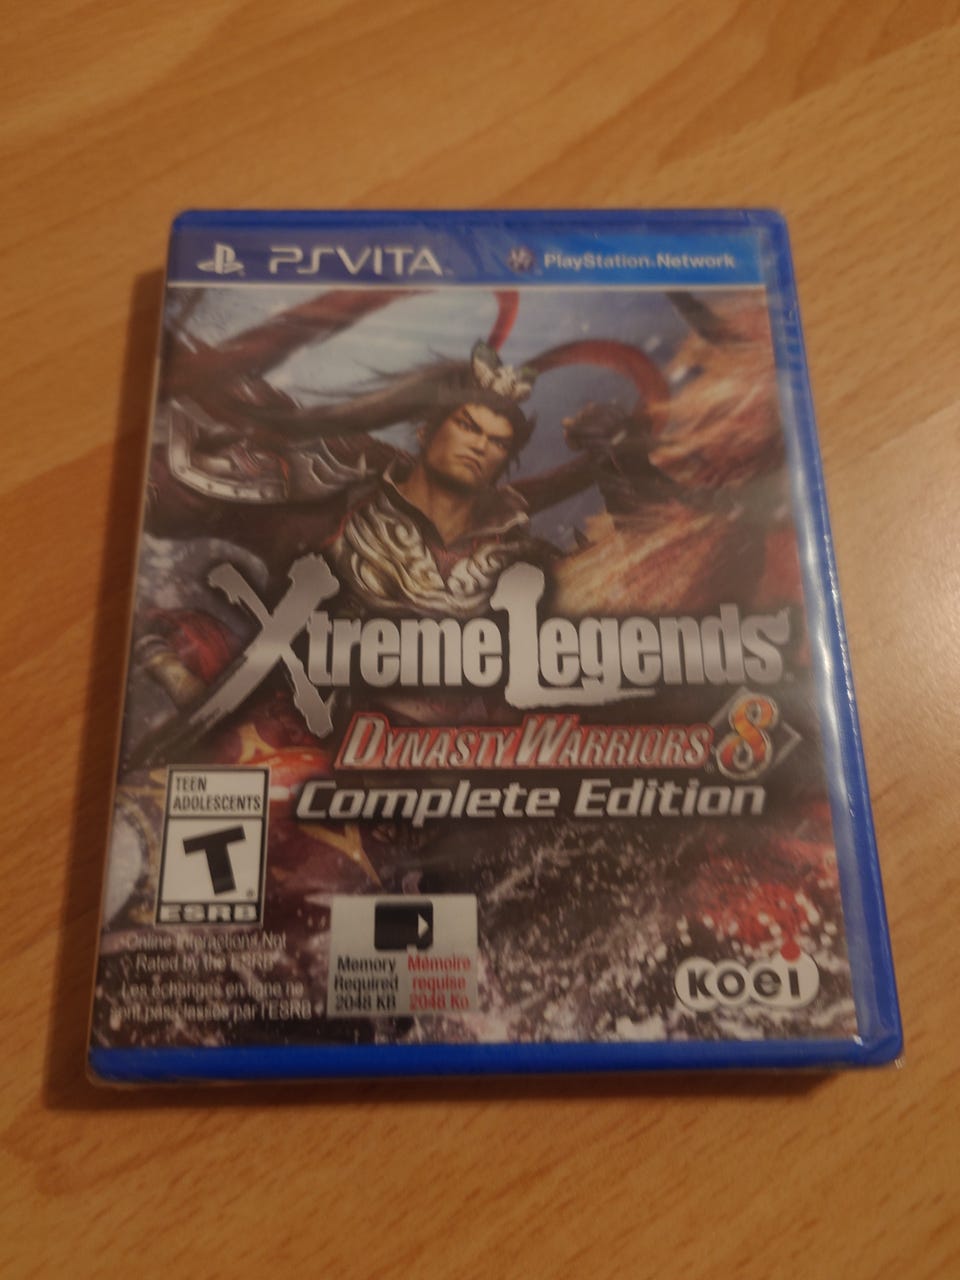 PSVITA
PlayStation Network
Xtreme Legends
DYNASTY WARRIORS 8
Complete Edition
TEEN
ADOLESCENTS
T
ESRB
Online Interactions Not
Rated by the ESRB
Les échanges en ligne ne
sont pas classés par l'ESRB
Memory
Required
2048 KB
Mémoire
requise
2048 Ko
KOEI